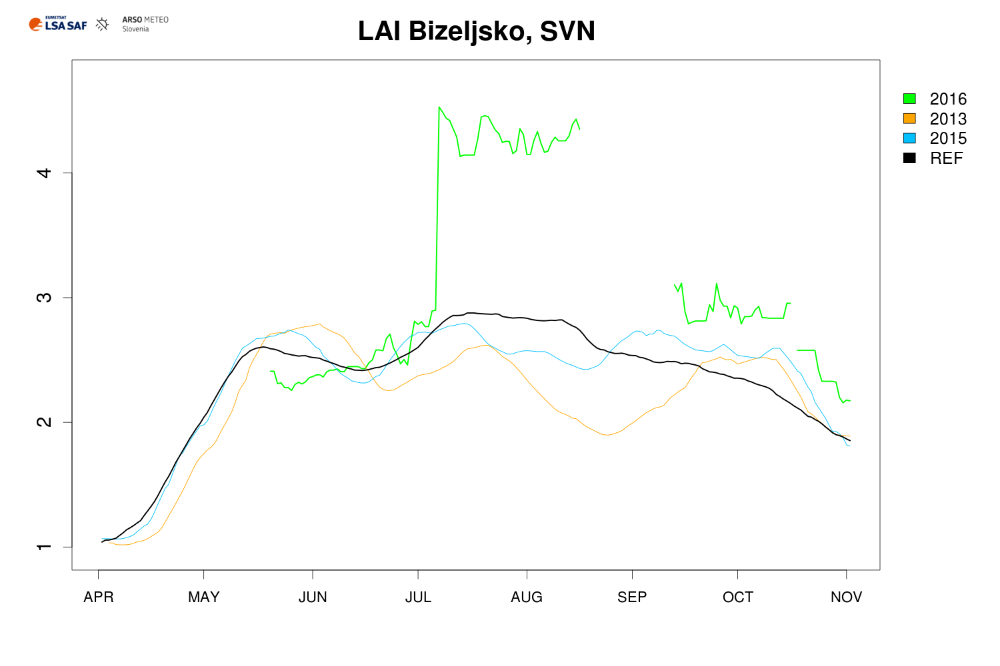 EUMETSAT
LSA SAF
ARSO METEO
Slovenia
LAI Bizeljsko, SVN
2016
2013
2015
REF
4
3
2
1
APR MAY JUN JUL AUG SEP OCT NOV